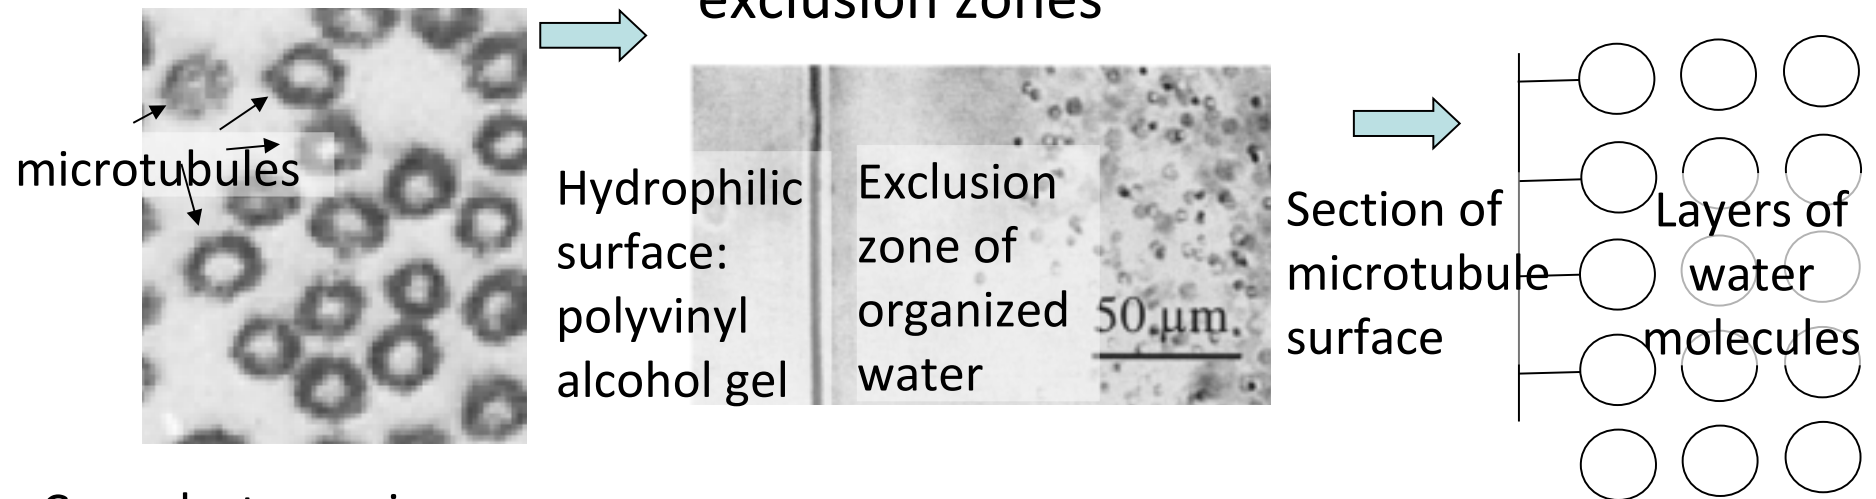 exclusion zones
microtubules
Hydrophilic
surface:
polyvinyl
alcohol gel
Exclusion
zone of
organized
water
50 µm
Section of
microtubule
surface
Layers of
water
molecules